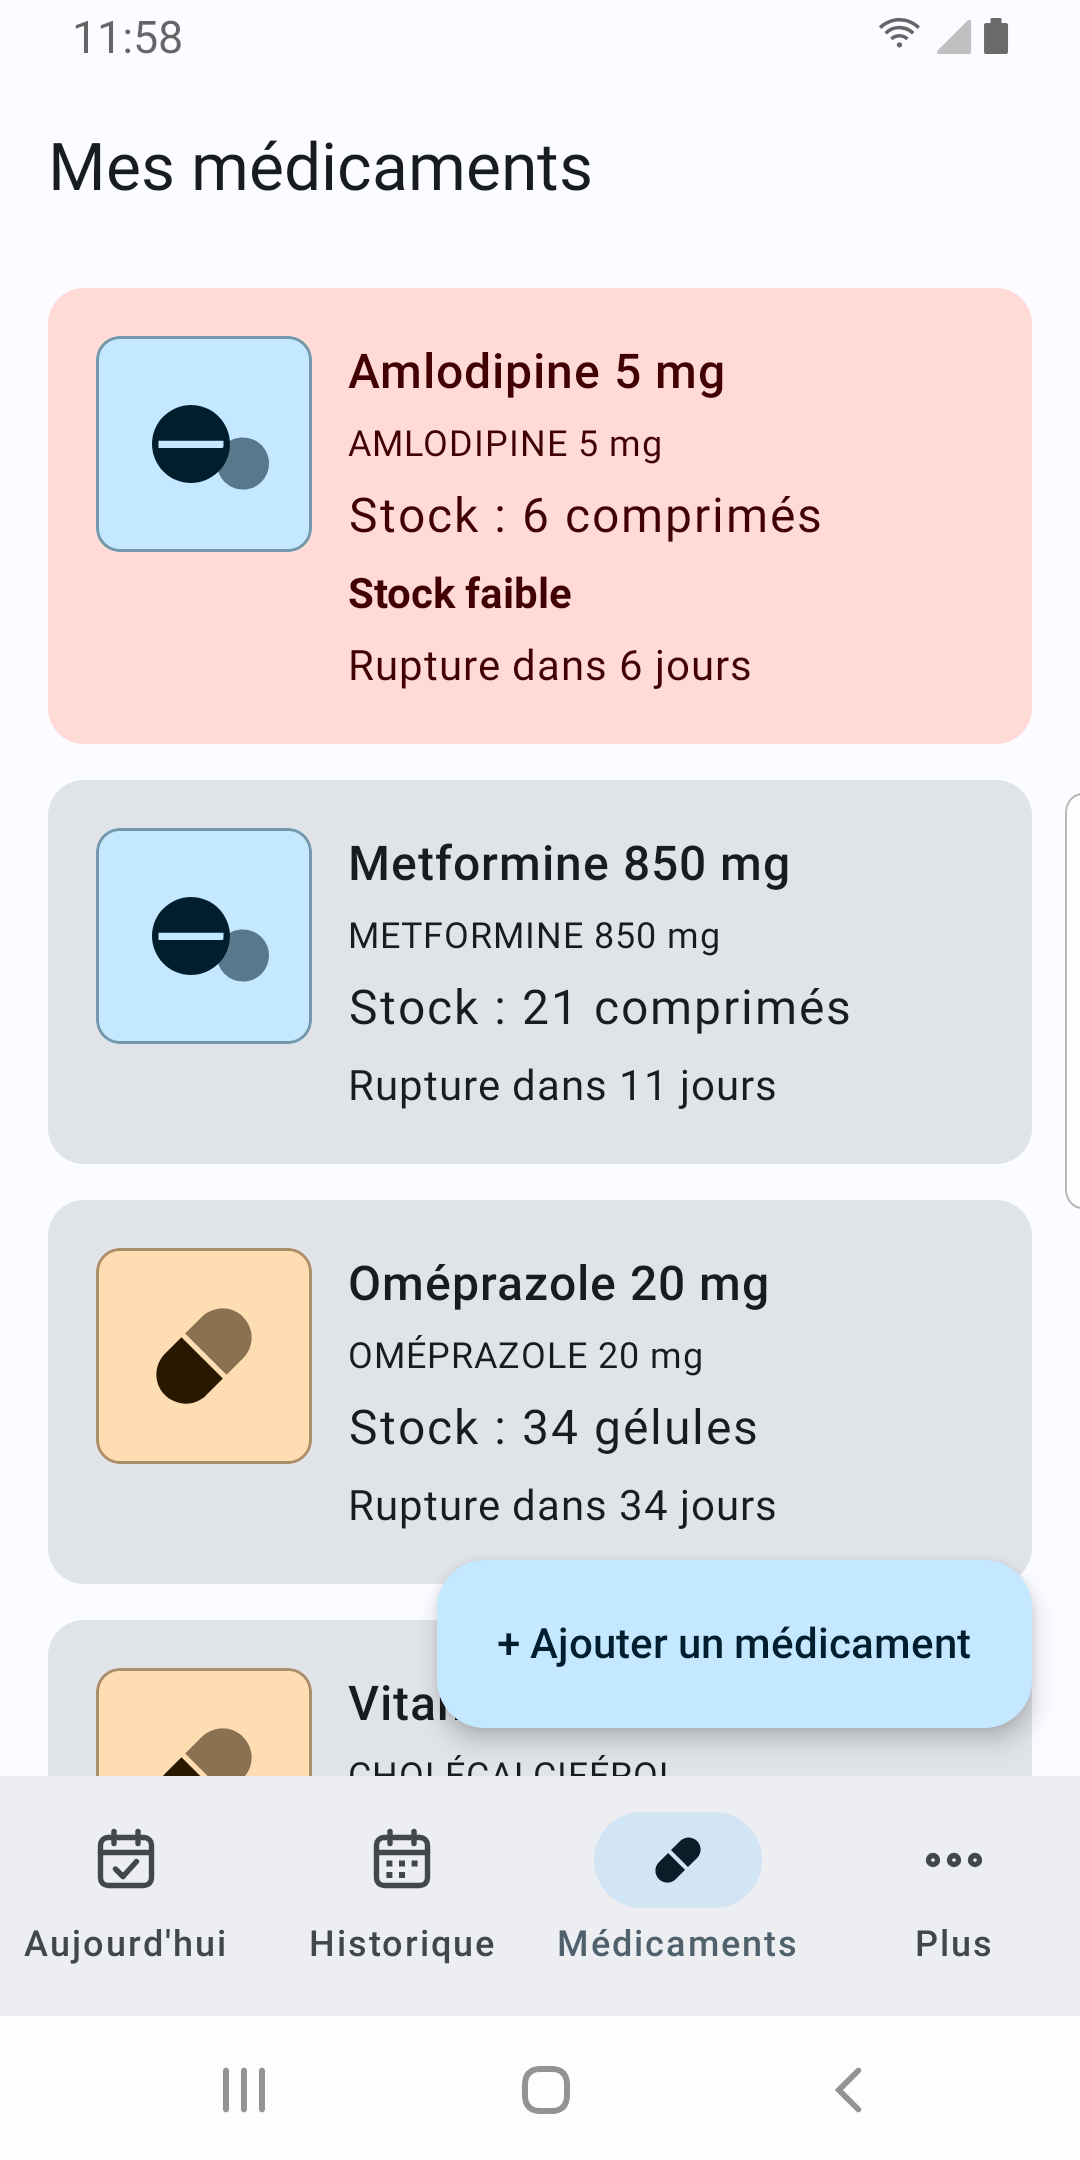 11:58
Mes médicaments
Amlodipine 5 mg
AMLODIPINE 5 mg
Stock : 6 comprimés
Stock faible
Rupture dans 6 jours
Metformine 850 mg
METFORMINE 850 mg
Stock : 21 comprimés
Rupture dans 11 jours
Oméprazole 20 mg
OMÉPRAZOLE 20 mg
Stock : 34 gélules
Rupture dans 34 jours
+ Ajouter un médicament
CHOLÉCALCIFÉROL
Aujourd'hui
Historique
Médicaments
Plus